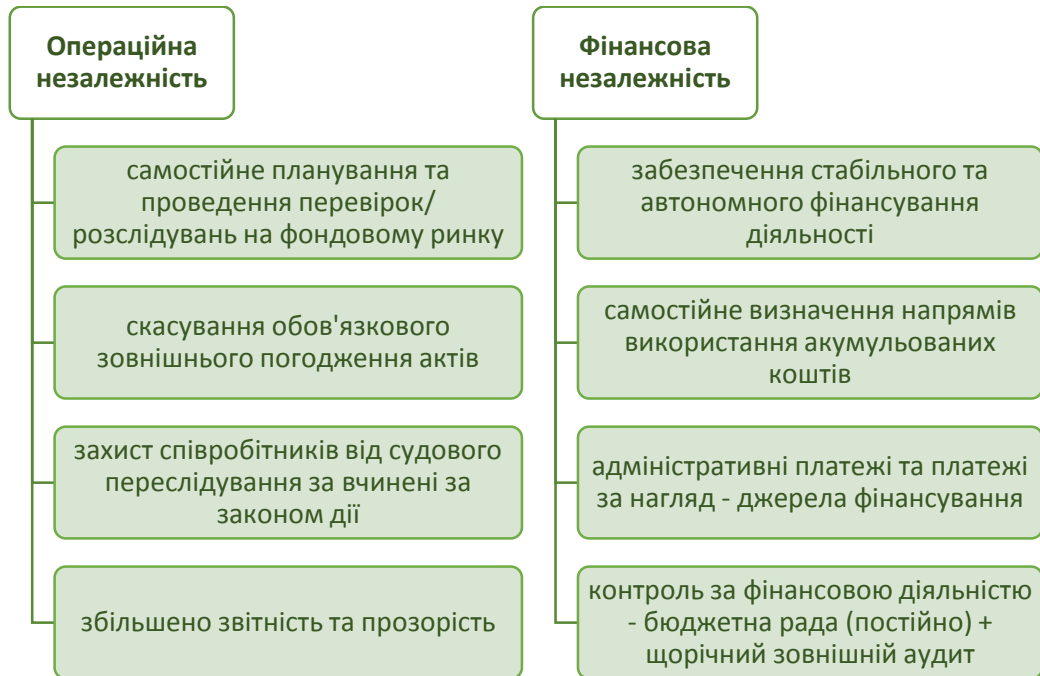 Операційна
незалежність
самостійне планування та
проведення перевірок/
розслідувань на фондовому ринку
скасування обов'язкового
зовнішнього погодження актів
захист співробітників від судового
переслідування за вчинені за
законом дії
збільшено звітність та прозорість
Фінансова
незалежність
забезпечення стабільного та
автономного фінансування
діяльності
самостійне визначення напрямів
використання акумульованих
коштів
адміністративні платежі та платежі
за нагляд - джерела фінансування
контроль за фінансовою діяльністю
- бюджетна рада (постійно) +
щорічний зовнішній аудит